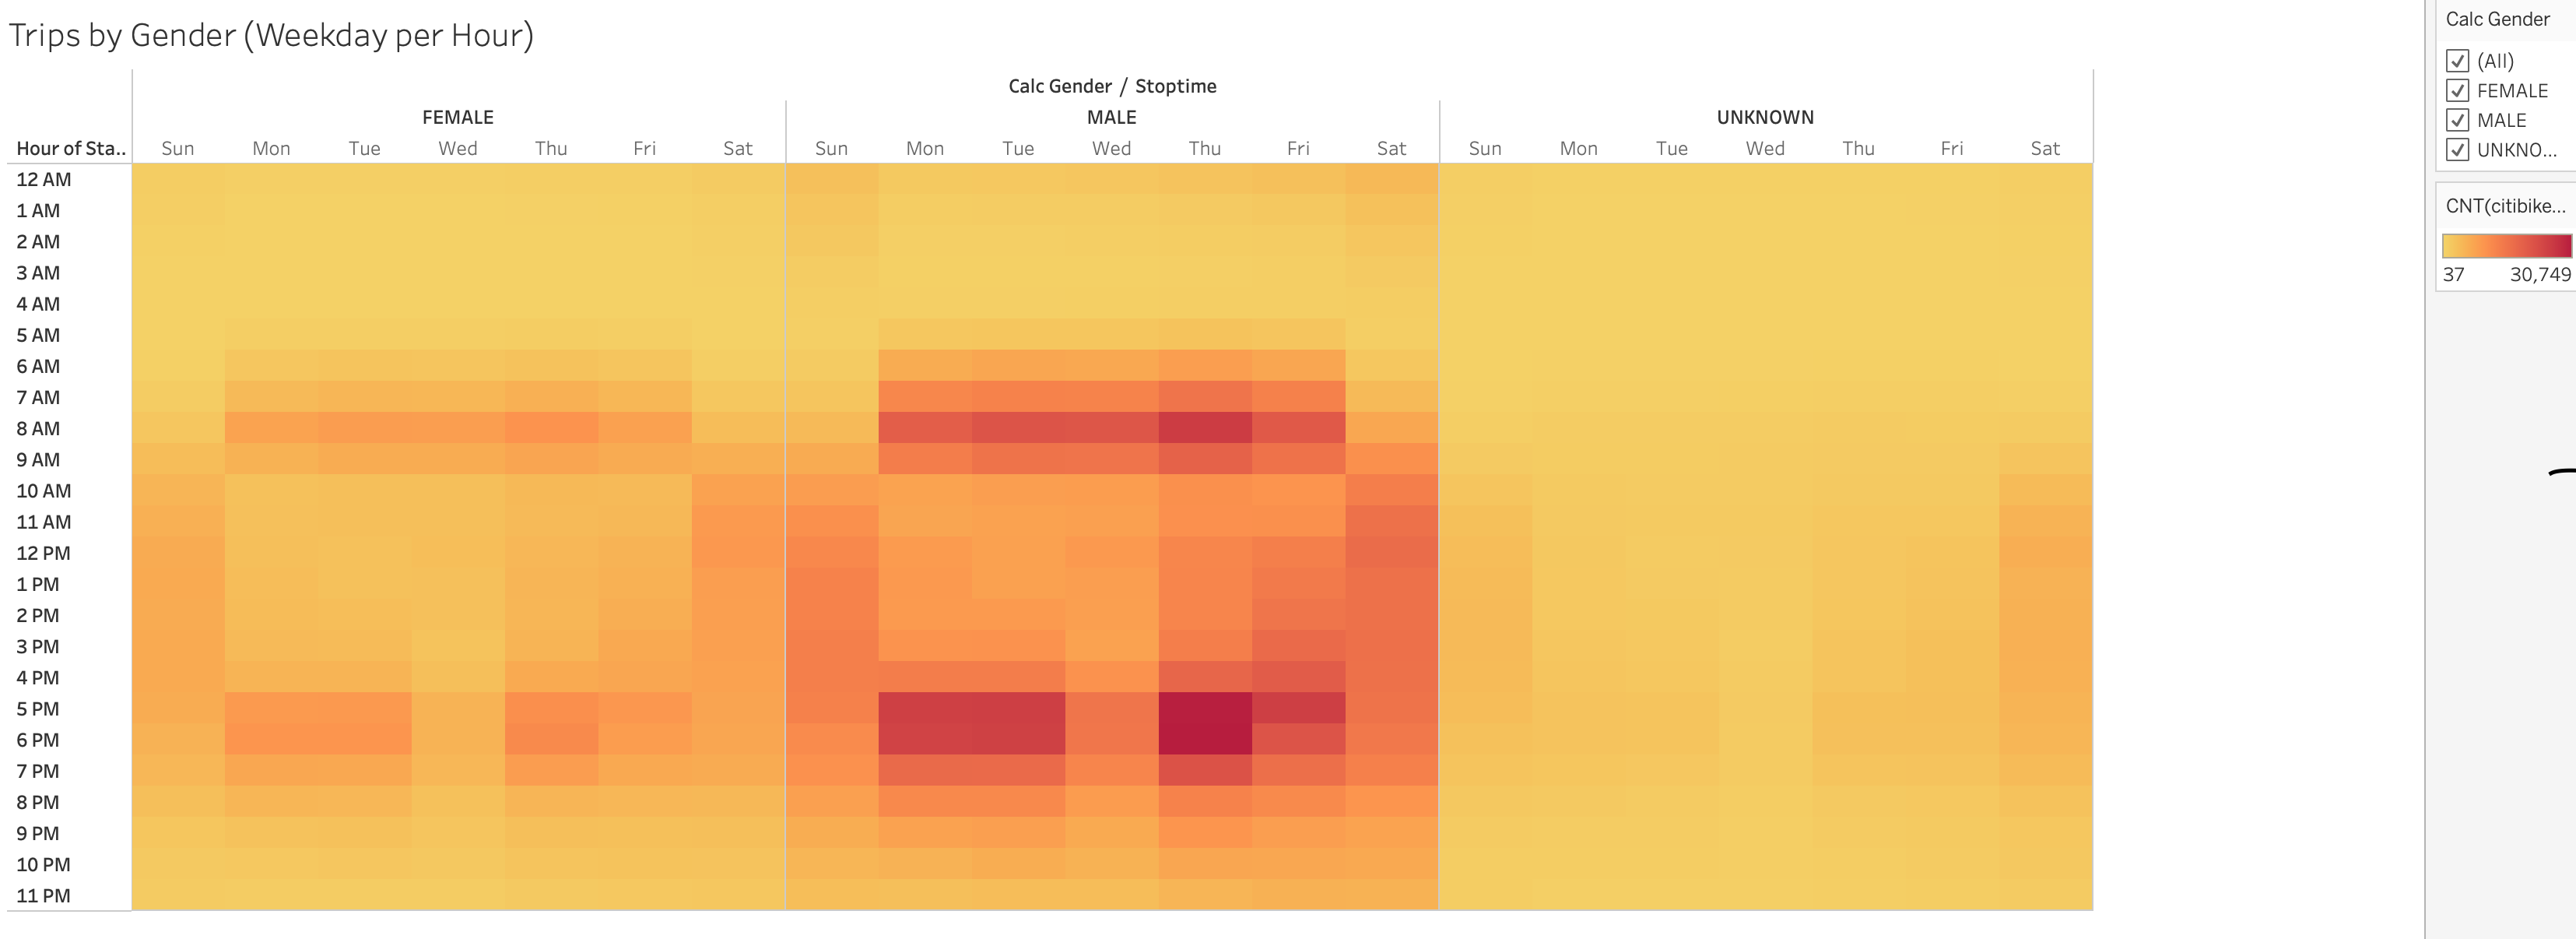 Trips by Gender (Weekday per Hour)
Calc Gender / Stoptime
FEMALE MALE UNKNOWN
Hour of Sta.. Sun Mon Tue Wed Thu Fri Sat Sun Mon Tue Wed Thu Fri Sat Sun Mon Tue Wed Thu Fri Sat
12 AM
1 AM
2 AM
3 AM
4 AM
5 AM
6 AM
7 AM
8 AM
9 AM
10 AM
11 AM
12 PM
1 PM
2 PM
3 PM
4 PM
5 PM
6 PM
7 PM
8 PM
9 PM
10 PM
11 PM
Calc Gender
(All)
FEMALE
MALE
UNKNO...
CNT(citibike...
37 30,749